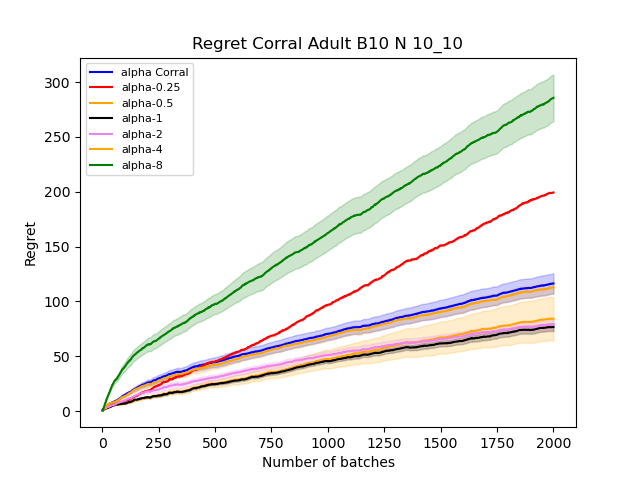 Regret Corral Adult B10 N 10_10
alpha Corral
alpha-0.25
alpha-0.5
alpha-1
alpha-2
alpha-4
alpha-8
Regret
300
250
200
150
100
50
0
0 250 500 750 1000 1250 1500 1750 2000
Number of batches